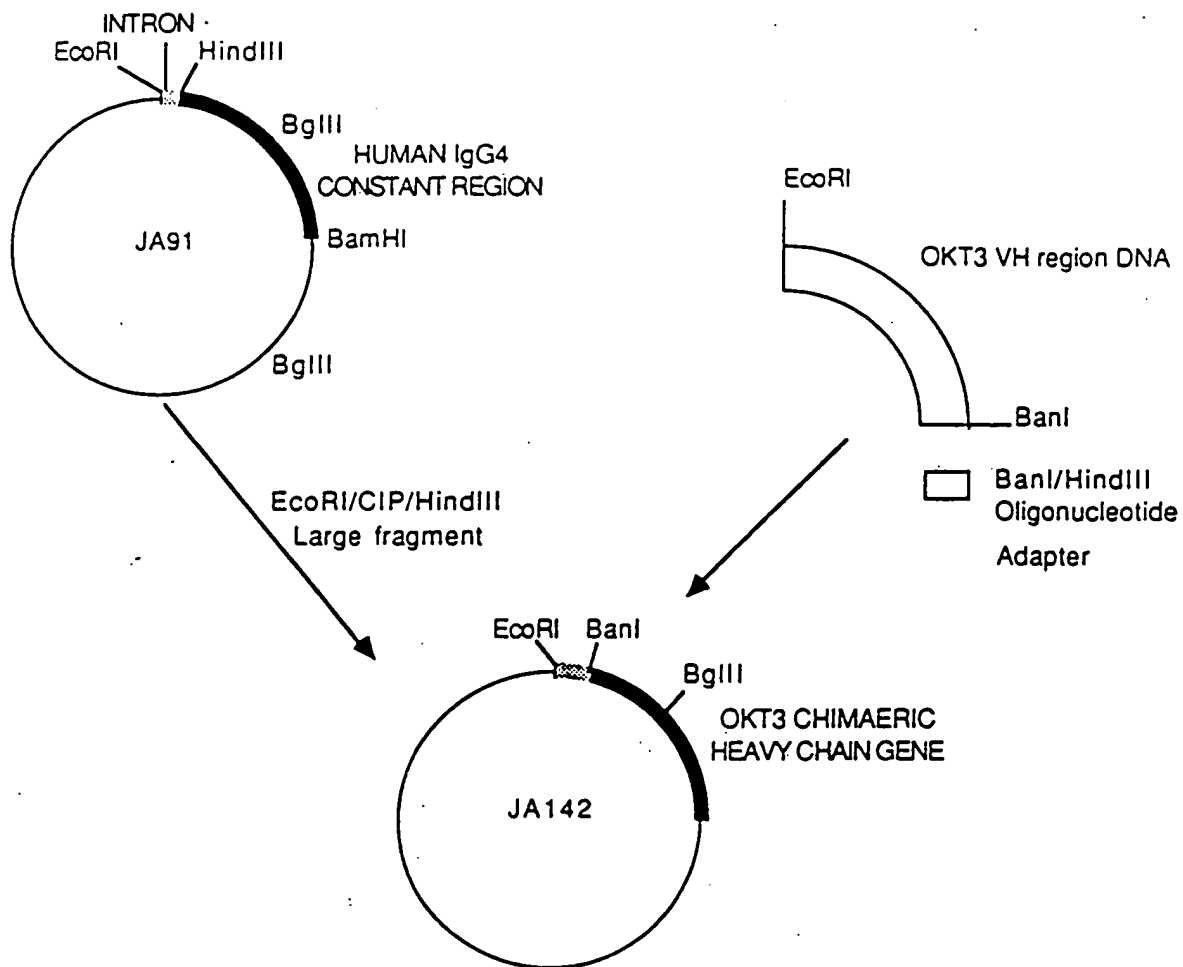 INTRON
EcoRI
HindIII
BglII
HUMAN IgG4
CONSTANT REGION
JA91
BamHI
BglII
EcoRI
OKT3 VH region DNA
BanI
BanI/HindIII
Oligonucleotide
Adapter
EcoRI/CIP/HindIII
Large fragment
EcoRI BanI
BglII
OKT3 CHIMAERIC
HEAVY CHAIN GENE
JA142